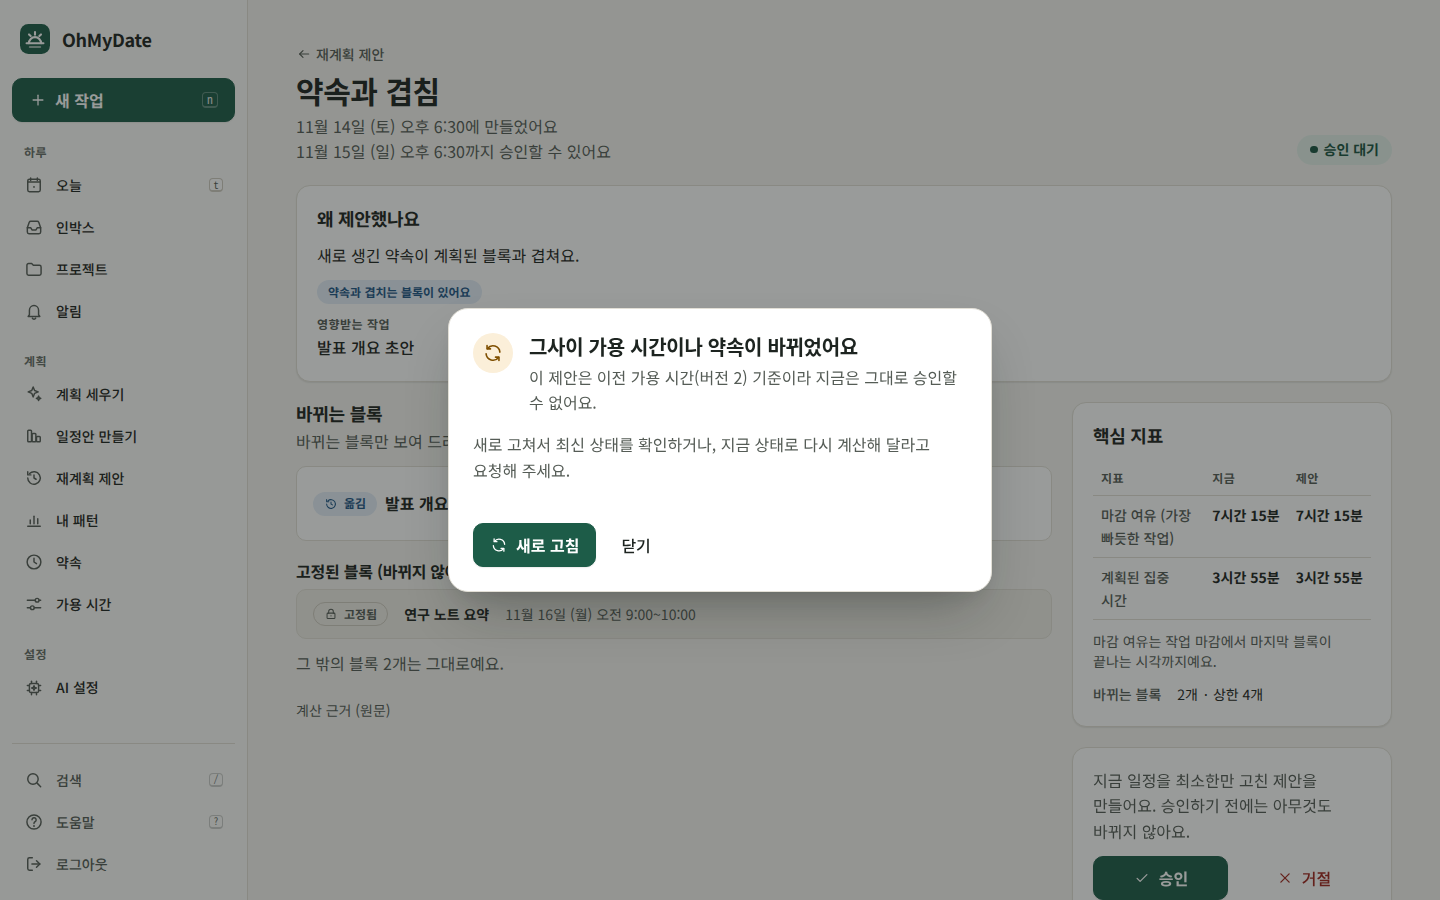 OhMyDate
새 작업 n
하루
오늘 t
인박스
프로젝트
알림
계획
계획 세우기
일정안 만들기
재계획 제안
내 패턴
약속
가용 시간
설정
AI 설정
검색 /
도움말 ?
로그아웃
← 재계획 제안
약속과 겹침
11월 14일 (토) 오후 6:30에 만들었어요
11월 15일 (일) 오후 6:30까지 승인할 수 있어요
승인 대기
왜 제안했나요
새로 생긴 약속이 계획된 블록과 겹쳐요.
약속과 겹치는 블록이 있어요
영향받는 작업
발표 개요 초안
그사이 가용 시간이나 약속이 바뀌었어요
이 제안은 이전 가용 시간(버전 2) 기준이라 지금은 그대로 승인할
수 없어요.
새로 고쳐서 최신 상태를 확인하거나, 지금 상태로 다시 계산해 달라고
요청해 주세요.
새로 고침 닫기
바뀌는 블록
바뀌는 블록만 보여
옮김 발표 개요
고정된 블록 (바뀌지
고정됨 연구 노트 요약 11월 16일 (월) 오전 9:00~10:00
그 밖의 블록 2개는 그대로예요.
계산 근거 (원문)
핵심 지표
지표 지금 제안
마감 여유 (가장 7시간 15분 7시간 15분
빠듯한 작업)
계획된 집중 3시간 55분 3시간 55분
시간
마감 여유는 작업 마감에서 마지막 블록이
끝나는 시각까지예요.
바뀌는 블록 2개 · 상한 4개
지금 일정을 최소한만 고친 제안을
만들어요. 승인하기 전에는 아무것도
바뀌지 않아요.
승인 거절